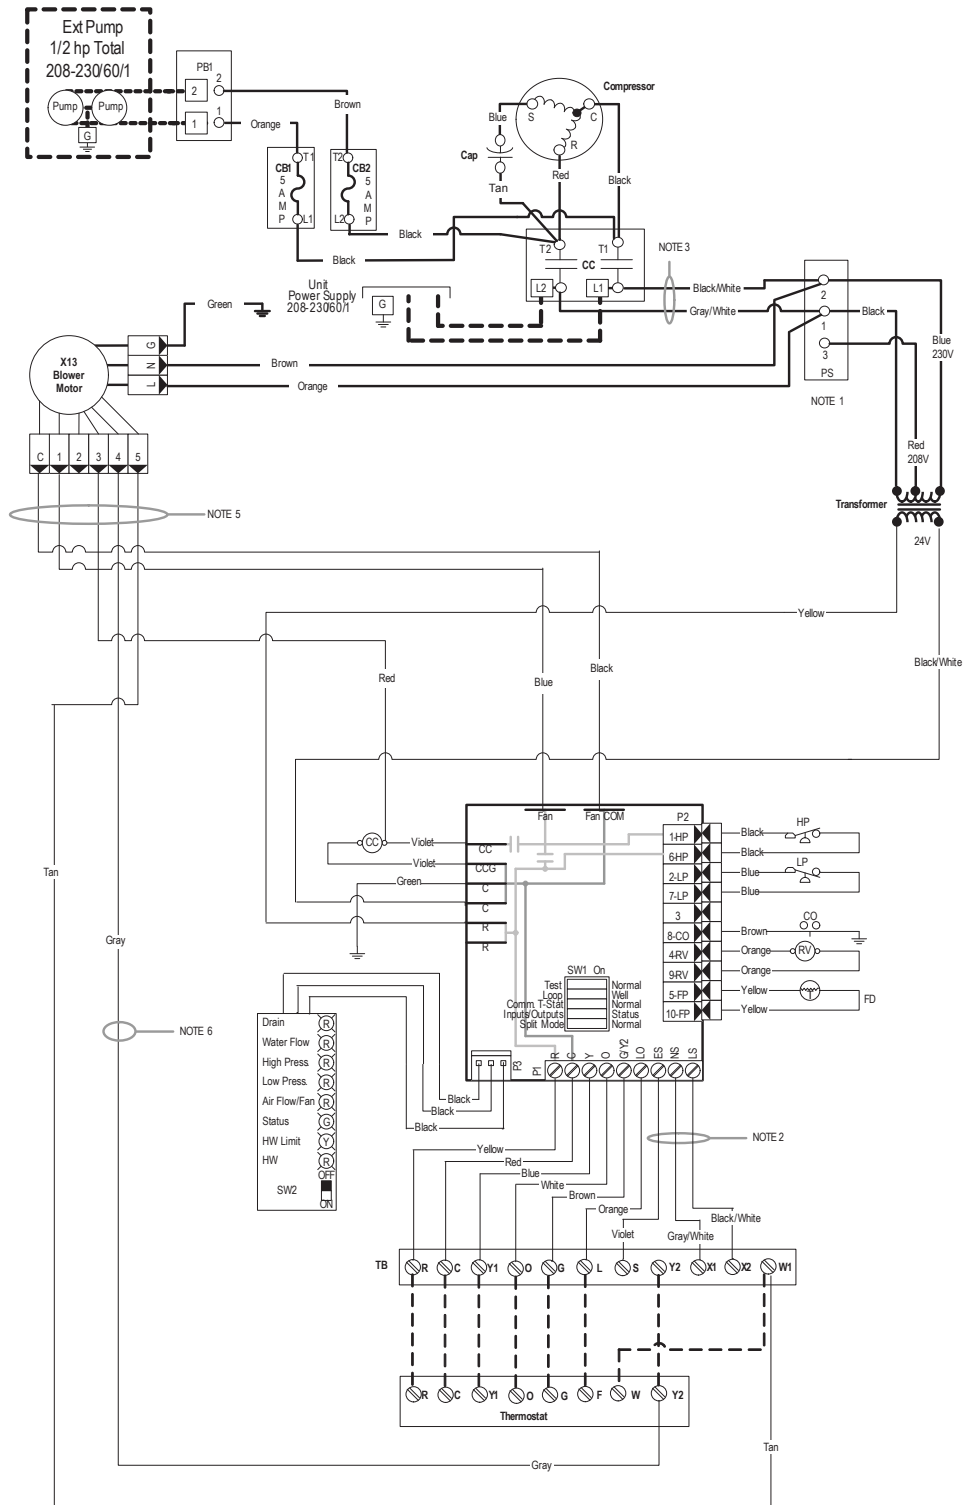 Ext Pump
1/2 hp Total
208-230/60/1
Pump
Pump
G
PB1
2
2
1
1
Brown
Orange
T1
CB1
5
A
M
P
L1
T2
CB2
5
A
M
P
L2
Black
Black
Compressor
Blue
S
C
R
Cap
Tan
Red
Black
T2
T1
CC
L2
L1
NOTE 3
Black/White
Gray/White
2
1
3
PS
NOTE 1
Black
Blue
230V
Red
208V
Transformer
24V
Unit
Power Supply
208-230/60/1
G
Green
X13
Blower
Motor
G
N
L
Brown
Orange
C
1
2
3
4
5
NOTE 5
Yellow
Black/White
Red
Blue
Black
Tan
Gray
NOTE 6
Fan
Fan COM
P2
CC
Violet
Violet
Green
CC
CCG
C
C
R
R
1-HP
6-HP
2-LP
7-LP
3
8-CO
4-RV
9-RV
5-FP
10-FP
Black
Black
Blue
Blue
Brown
Orange
Orange
Yellow
Yellow
HP
LP
CO
RV
FD
SW1 On
Test Normal
Loop Well
Comm. T-Stat Normal
Inputs/Outputs Status
Split Mode Normal
P3
P1
R
C
Y
O
G/Y2
LO
ES
NS
LS
Drain R
Water Flow R
High Press. R
Low Press. R
Air Flow/Fan R
Status G
HW Limit Y
HW R
OFF
SW2
ON
Black
Black
Black
NOTE 2
Yellow
Red
Blue
White
Brown
Orange
Violet
Gray/White
Black/White
TB
R
C
Y1
O
G
L
S
Y2
X1
X2
W1
R
C
Y1
O
G
F
W
Y2
Thermostat
Tan
Gray